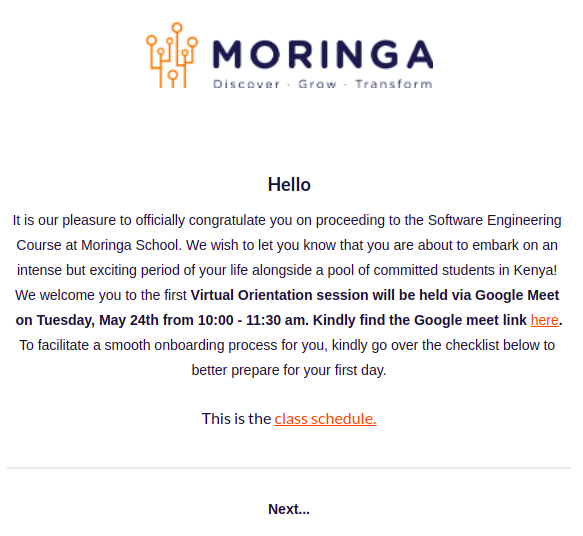 MORINGA
Discover · Grow · Transform
Hello
It is our pleasure to officially congratulate you on proceeding to the Software Engineering
Course at Moringa School. We wish to let you know that you are about to embark on an
intense but exciting period of your life alongside a pool of committed students in Kenya!
We welcome you to the first Virtual Orientation session will be held via Google Meet
on Tuesday, May 24th from 10:00 - 11:30 am. Kindly find the Google meet link here.
To facilitate a smooth onboarding process for you, kindly go over the checklist below to
better prepare for your first day.
This is the class schedule.
Next...